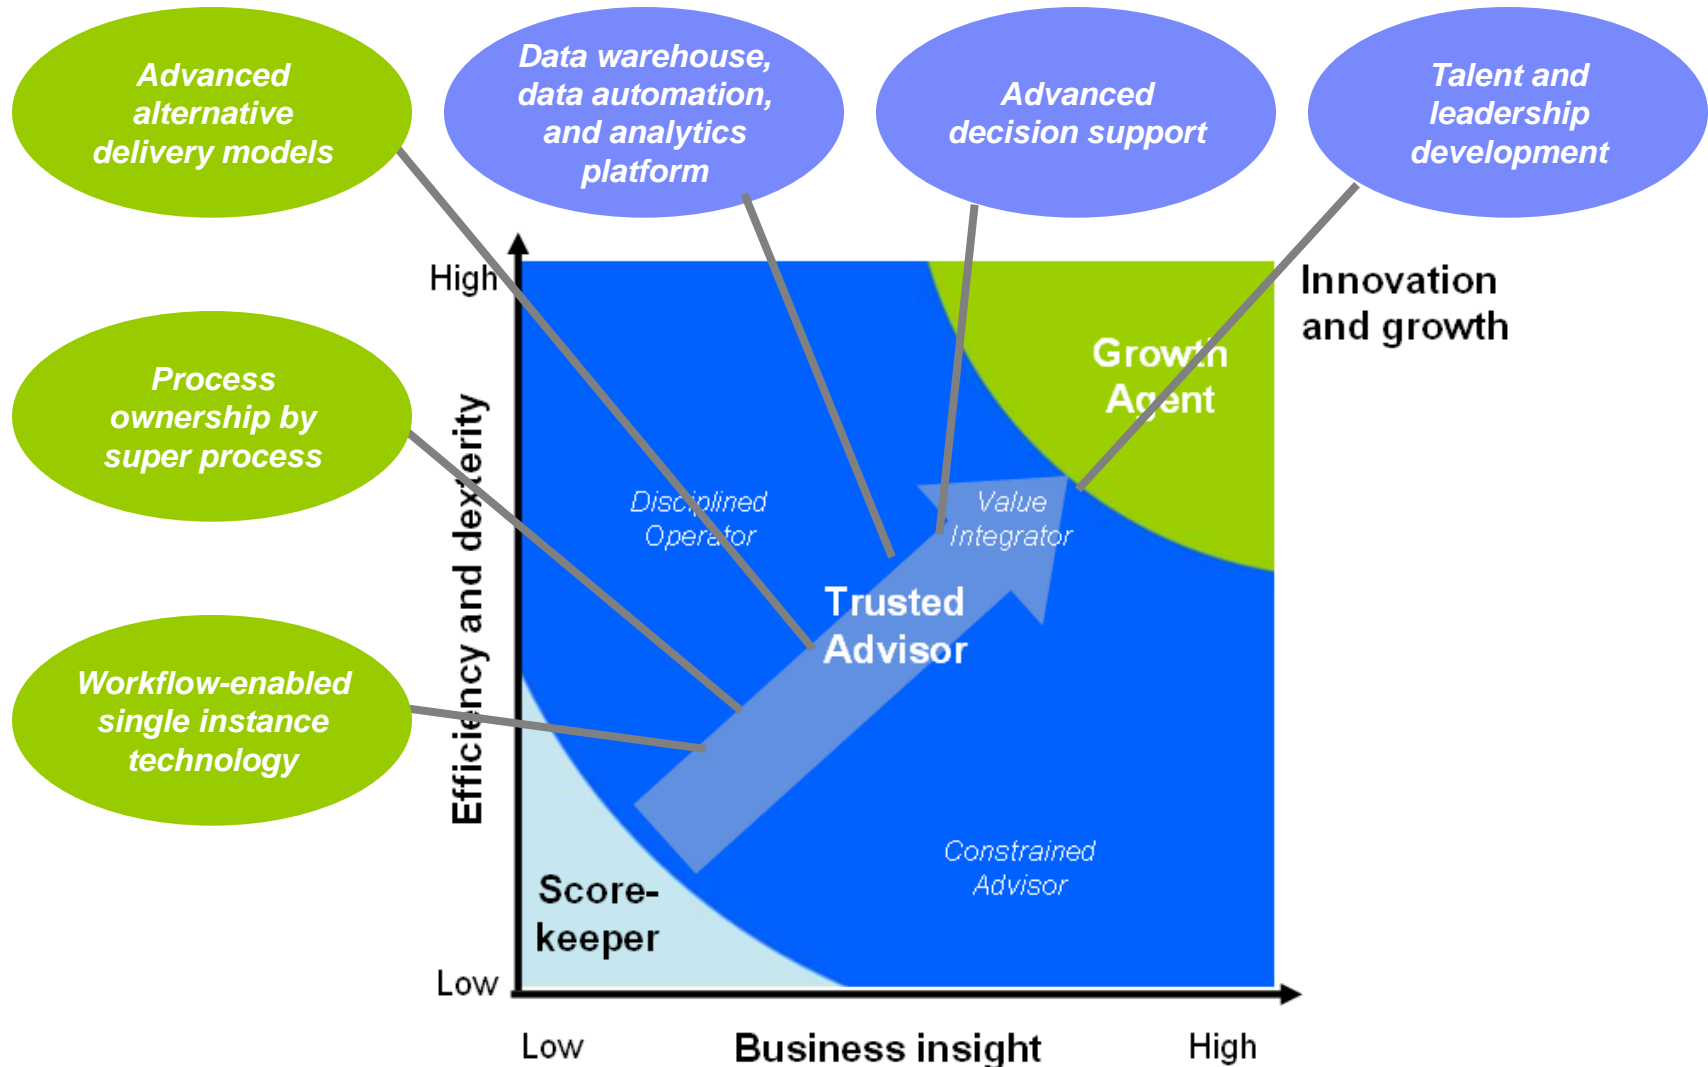 Advanced
alternative
delivery models
Data warehouse,
data automation,
and analytics
platform
Advanced
decision support
Talent and
leadership
development
High
Innovation
and growth
Growth
Agent
Process
ownership by
super process
Efficiency and dexterity
Disciplined
Operator
Value
Integrator
Trusted
Advisor
Workflow-enabled
single instance
technology
Constrained
Advisor
Score-
keeper
Low
Low
Business insight
High